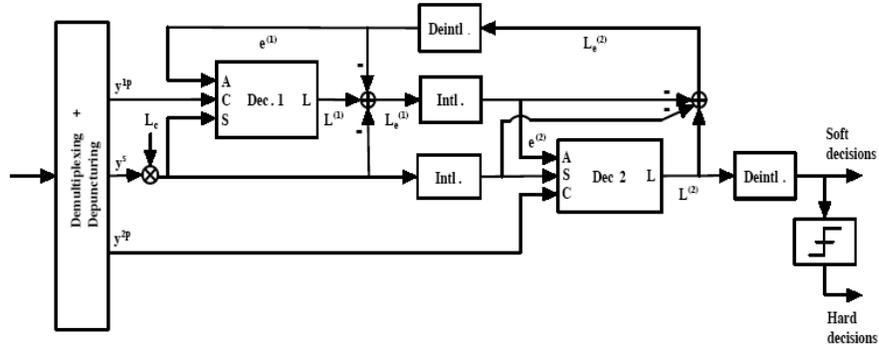 Demultiplexing +
Depuncturing
y1p
ys
y2p
Lc
e(1)
A
C
S
Dec. 1
L
L(1)
-
-
Le(1)
Deintl .
Le(2)
Intl .
Intl .
e(2)
-
-
A
S
C
Dec 2
L
L(2)
Deintl .
Soft
decisions
Hard
decisions